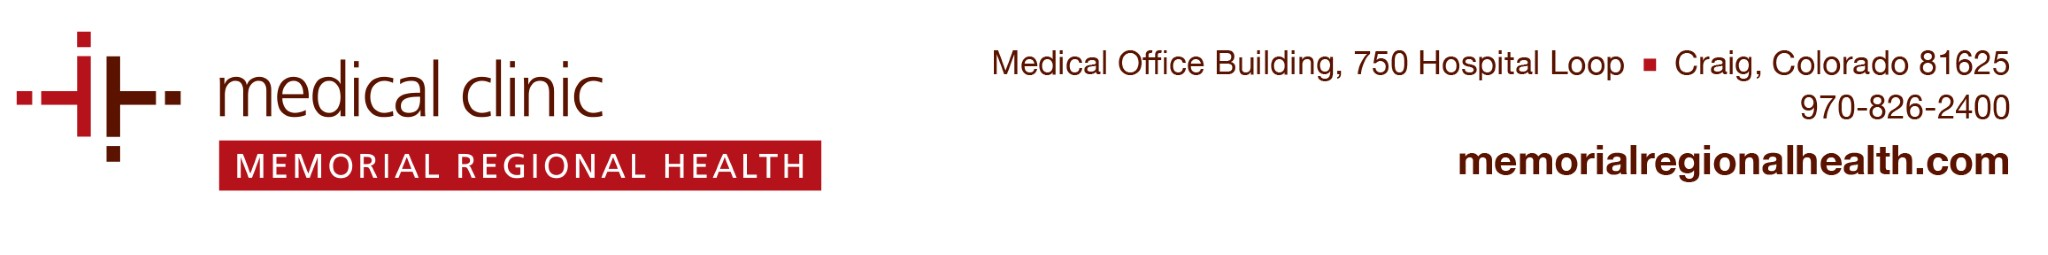 medical clinic
MEMORIAL REGIONAL HEALTH
Medical Office Building, 750 Hospital Loop ▪ Craig, Colorado 81625
970-826-2400
memorialregionalhealth.com